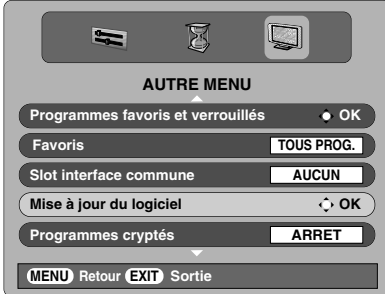 AUTRE MENU
Programmes favoris et verrouillés OK
Favoris TOUS PROG.
Slot interface commune AUCUN
Mise à jour du logiciel OK
Programmes cryptés ARRET
MENU Retour EXIT Sortie